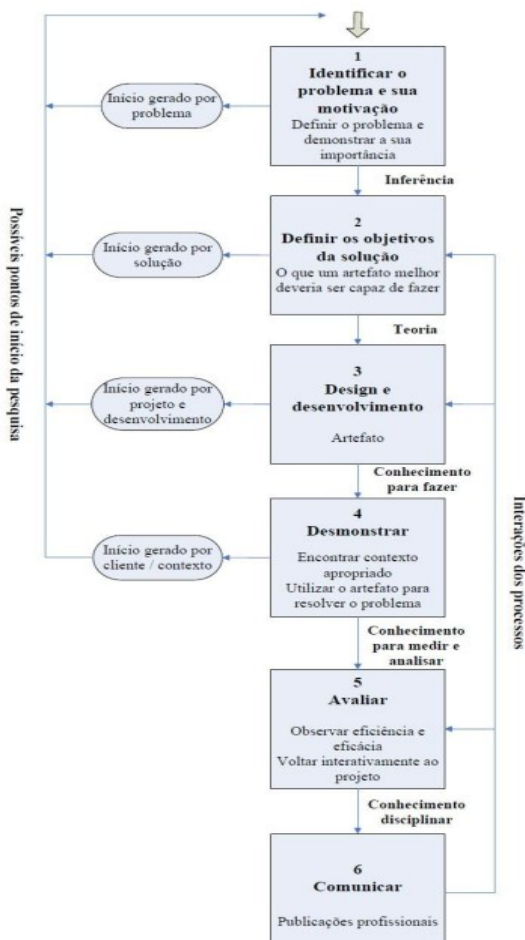 1
Identificar o
problema e sua
motivação
Definir o problema e
demonstrar a sua
importância
Início gerado por
problema
Inferência
2
Definir os objetivos
da solução
O que um artefato melhor
deveria ser capaz de fazer
Início gerado por
solução
Teoria
3
Design e
desenvolvimento
Artefato
Início gerado por
projeto e
desenvolvimento
Conhecimento
para fazer
4
Desmonstrar
Encontrar contexto
apropriado
Utilizar o artefato para
resolver o problema
Início gerado por
cliente / contexto
Conhecimento
para medir e
analisar
5
Avaliar
Observar eficiência e
eficácia
Voltar interativamente ao
projeto
Conhecimento
disciplinar
6
Comunicar
Publicações profissionais
Possíveis pontos de início da pesquisa
Interações dos processos